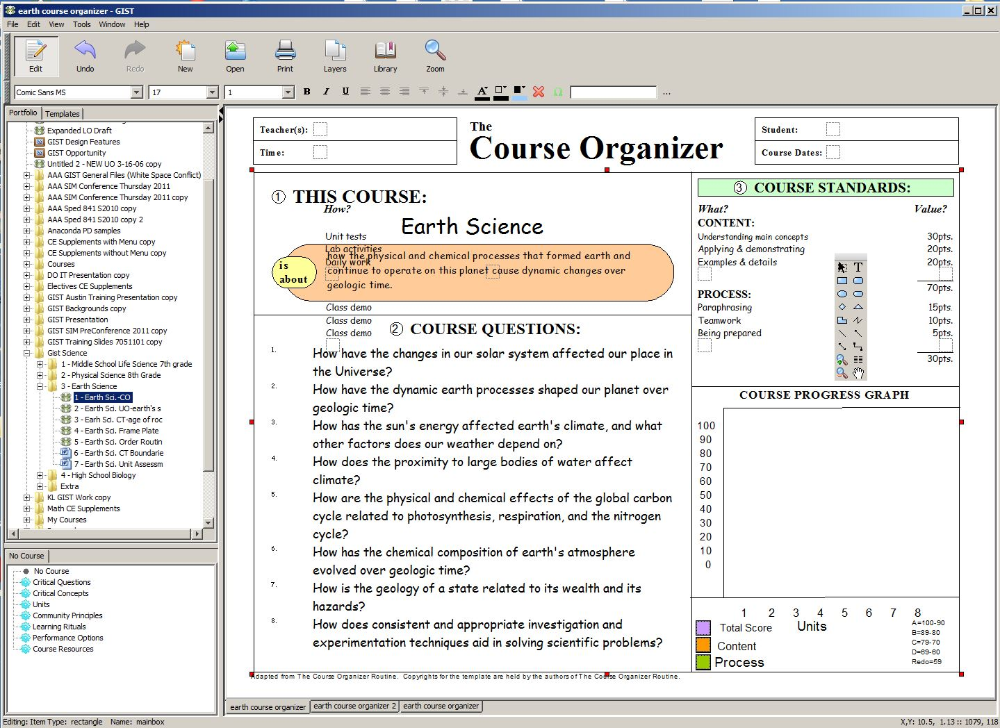 earth course organizer - GIST
File Edit View Tools Window Help
Edit Undo Redo New Open Print Layers Library Zoom
Comic Sans MS 17 1 B I U A ...
Portfolio Templates
Expanded LO Draft
GIST Design Features
GIST Opportunity
Untitled 2 - NEW UO 3-16-06 copy
AAA GIST General Files (White Space Conflict)
AAA SIM Conference Thursday 2011
AAA SIM Conference Thursday 2011 copy
AAA Sped 841 S2010 copy
AAA Sped 841 S2010 copy 2
Anaconda PD samples
CE Supplements with Menu copy
CE Supplements without Menu copy
Courses
DO IT Presentation copy
Electives CE Supplements
GIST Austin Training Presentation copy
GIST Backgrounds copy
GIST Presentation
GIST SIM PreConference 2011 copy
GIST Training Slides 7051101 copy
Gist Science
1 - Middle School Life Science 7th grade
2 - Physical Science 8th Grade
3 - Earth Science
1 - Earth Sci.-CO
2 - Earth Sci. UO-earth's s
3 - Earh Sci. CT-age of roc
4 - Earth Sci. Frame Plate
5 - Earth Sci. Order Routin
6 - Earth Sci. CT Boundarie
7 - Earth Sci. Unit Assessm
4 - High School Biology
Extra
KL GIST Work copy
Math CE Supplements
My Courses
No Course
No Course
Critical Questions
Critical Concepts
Units
Community Principles
Learning Rituals
Performance Options
Course Resources
Teacher(s):
Time:
The
Course Organizer
Student:
Course Dates:
1 THIS COURSE:
How?
Earth Science
Unit tests
Lab activities
Daily work
is
about
how the physical and chemical processes that formed earth and
continue to operate on this planet cause dynamic changes over
geologic time.
Class demo
Class demo
Class demo
2 COURSE QUESTIONS:
1. How have the changes in our solar system affected our place in
the Universe?
2. How have the dynamic earth processes shaped our planet over
geologic time?
3. How has the sun's energy affected earth's climate, and what
other factors does our weather depend on?
4. How does the proximity to large bodies of water affect
climate?
5. How are the physical and chemical effects of the global carbon
cycle related to photosynthesis, respiration, and the nitrogen
cycle?
6. How has the chemical composition of earth's atmosphere
evolved over geologic time?
7. How is the geology of a state related to its wealth and its
hazards?
8. How does consistent and appropriate investigation and
experimentation techniques aid in solving scientific problems?
3 COURSE STANDARDS:
What? Value?
CONTENT:
Understanding main concepts 30pts.
Applying & demonstrating 20pts.
Examples & details 20pts.
70pts.
PROCESS:
Paraphrasing 15pts.
Teamwork 10pts.
Being prepared 5pts.
30pts.
T
COURSE PROGRESS GRAPH
100
90
80
70
60
50
40
30
20
10
0
1 2 3 4 5 6 7 8
Units
Total Score
Content
Process
A=100-90
B=89-80
C=79-70
D=69-60
Redo=59
Adapted from The Course Organizer Routine. Copyrights for the template are held by the authors of The Course Organizer Routine.
earth course organizer earth course organizer 2 earth course organizer
Editing: Item Type: rectangle Name: mainbox
X,Y: 10.5, 1.13 :: 1079, 118